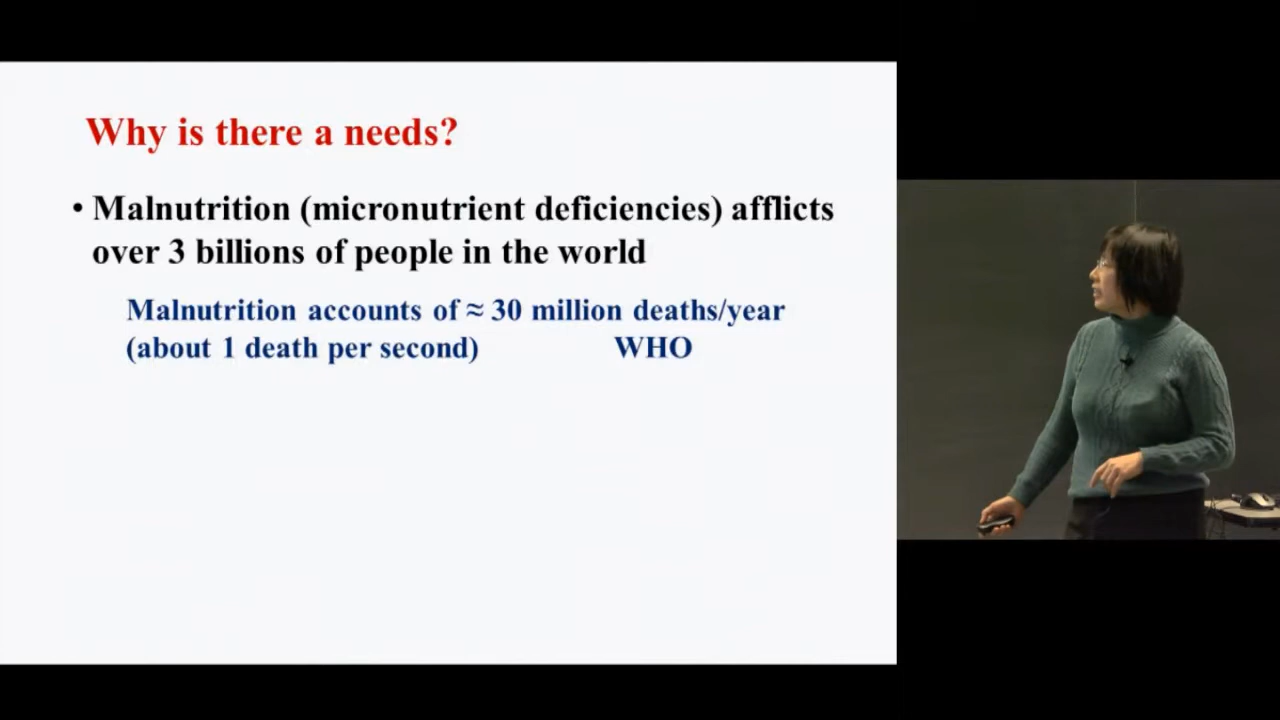 Why is there a needs?
• Malnutrition (micronutrient deficiencies) afflicts
over 3 billions of people in the world
Malnutrition accounts of ≈ 30 million deaths/year
(about 1 death per second) WHO